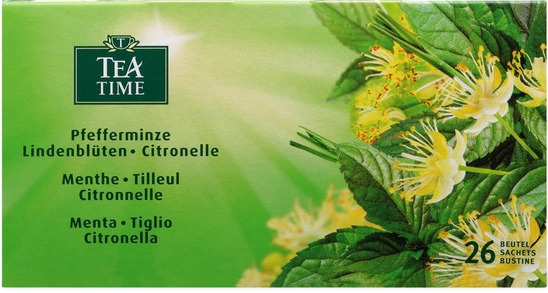 T
TEA
TIME
Pfefferminze
Lindenblüten • Citronelle
Menthe • Tilleul
Citronnelle
Menta • Tiglio
Citronella
26 BEUTEL
SACHETS
BUSTINE